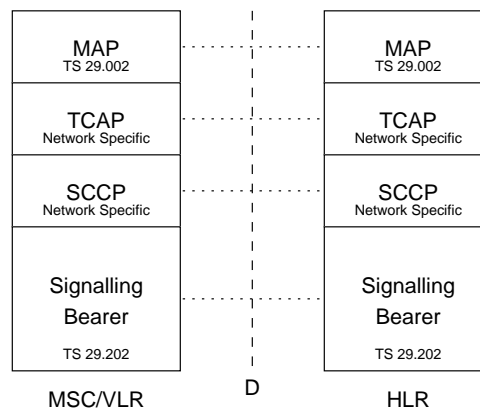 MAP
TS 29.002
TCAP
Network Specific
SCCP
Network Specific
Signalling
Bearer
TS 29.202
MSC/VLR
D
MAP
TS 29.002
TCAP
Network Specific
SCCP
Network Specific
Signalling
Bearer
TS 29.202
HLR